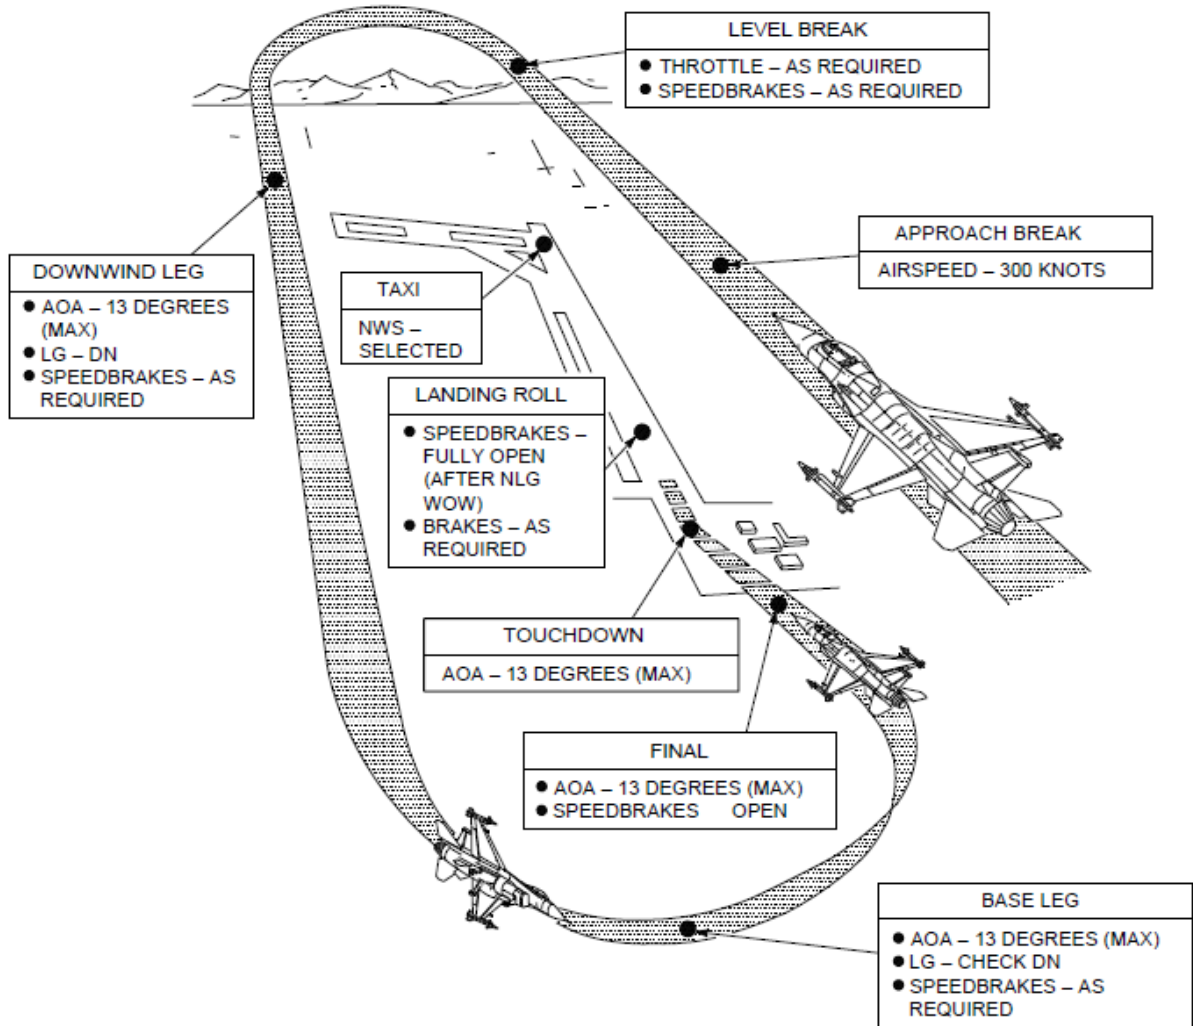 LEVEL BREAK
● THROTTLE – AS REQUIRED
● SPEEDBRAKES – AS REQUIRED
APPROACH BREAK
AIRSPEED – 300 KNOTS
DOWNWIND LEG
● AOA – 13 DEGREES
(MAX)
● LG – DN
● SPEEDBRAKES – AS
REQUIRED
TAXI
NWS –
SELECTED
LANDING ROLL
● SPEEDBRAKES –
FULLY OPEN
(AFTER NLG
WOW)
● BRAKES – AS
REQUIRED
TOUCHDOWN
AOA – 13 DEGREES (MAX)
FINAL
● AOA – 13 DEGREES (MAX)
● SPEEDBRAKES OPEN
BASE LEG
● AOA – 13 DEGREES (MAX)
● LG – CHECK DN
● SPEEDBRAKES – AS
REQUIRED